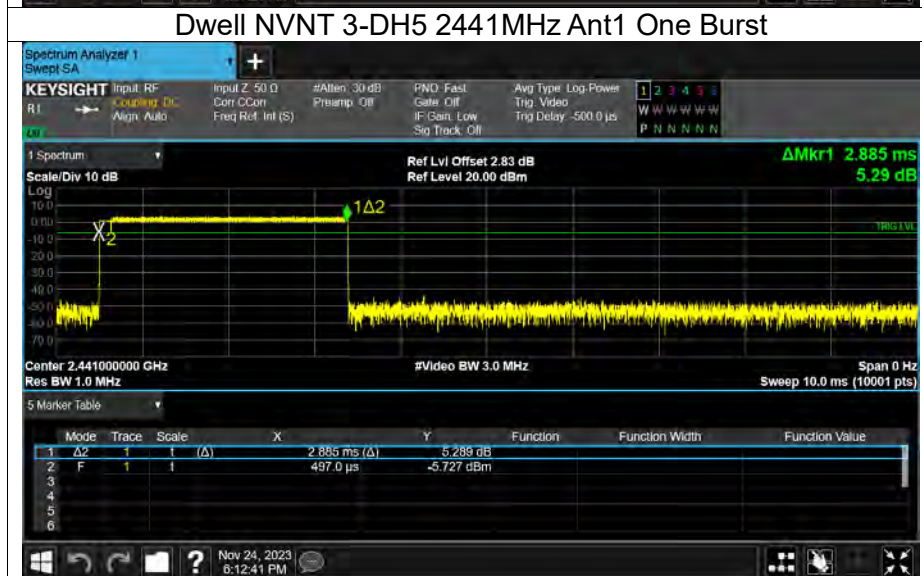 Dwell NVNT 3-DH5 2441MHz Ant1 One Burst
Spectrum Analyzer 1
Swept SA
+
KEYSIGHT Input: RF Input Z: 50 Ω #Atten: 30 dB PNO: Fast Avg Type: Log-Power 1 2 3 4 5 6
R L Coupling: DC Corr CCorr Preamp: Off Gate: Off Trig: Video W W W W W W
Align: Auto Freq Ref: Int (S) IF Gain: Low Trig Delay: -500.0 µs P N N N N N
Sig Track: Off
1 Spectrum Ref Lvl Offset 2.83 dB ΔMkr1 2.885 ms
Scale/Div 10 dB Ref Level 20.00 dBm 5.29 dB
Log
10.0
0.00
-10.0
-20.0
-30.0
-40.0
-50.0
-60.0
-70.0
1Δ2
X2
TRIG LVL
Center 2.441000000 GHz #Video BW 3.0 MHz Span 0 Hz
Res BW 1.0 MHz Sweep 10.0 ms (10001 pts)
5 Marker Table
Mode Trace Scale X Y Function Function Width Function Value
1 Δ2 1 t (Δ) 2.885 ms (Δ) 5.289 dB
2 F 1 t 497.0 µs -5.727 dBm
3
4
5
6
? Nov 24, 2023
6:12:41 PM